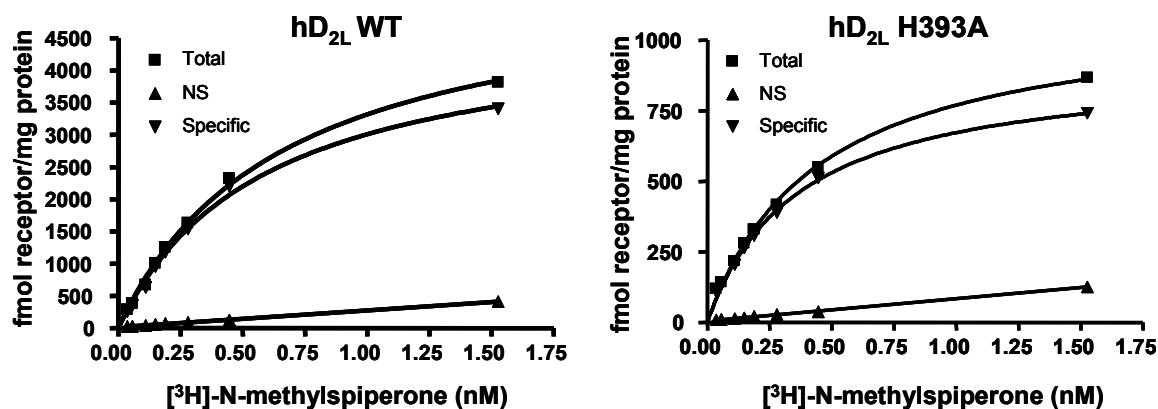 hD2L WT
fmol receptor/mg protein
4500
4000
3500
3000
2500
2000
1500
1000
500
0
Total
NS
Specific
0.00 0.25 0.50 0.75 1.00 1.25 1.50 1.75
[³H]-N-methylspiperone (nM)
hD2L H393A
fmol receptor/mg protein
1000
750
500
250
0
Total
NS
Specific
0.00 0.25 0.50 0.75 1.00 1.25 1.50 1.75
[³H]-N-methylspiperone (nM)